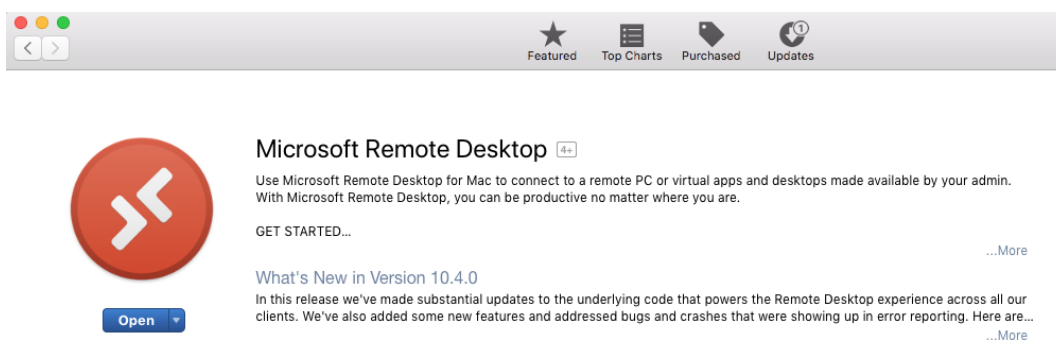 1
Featured Top Charts Purchased Updates
Microsoft Remote Desktop 4+
Use Microsoft Remote Desktop for Mac to connect to a remote PC or virtual apps and desktops made available by your admin.
With Microsoft Remote Desktop, you can be productive no matter where you are.
GET STARTED...
...More
What's New in Version 10.4.0
In this release we've made substantial updates to the underlying code that powers the Remote Desktop experience across all our
clients. We've also added some new features and addressed bugs and crashes that were showing up in error reporting. Here are...
...More
Open